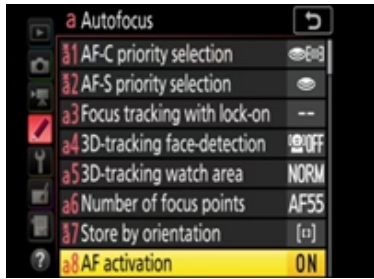 a Autofocus
a1 AF-C priority selection
a2 AF-S priority selection
a3 Focus tracking with lock-on --
a4 3D-tracking face-detection OFF
a5 3D-tracking watch area NORM
a6 Number of focus points AF55
a7 Store by orientation
a8 AF activation ON
?